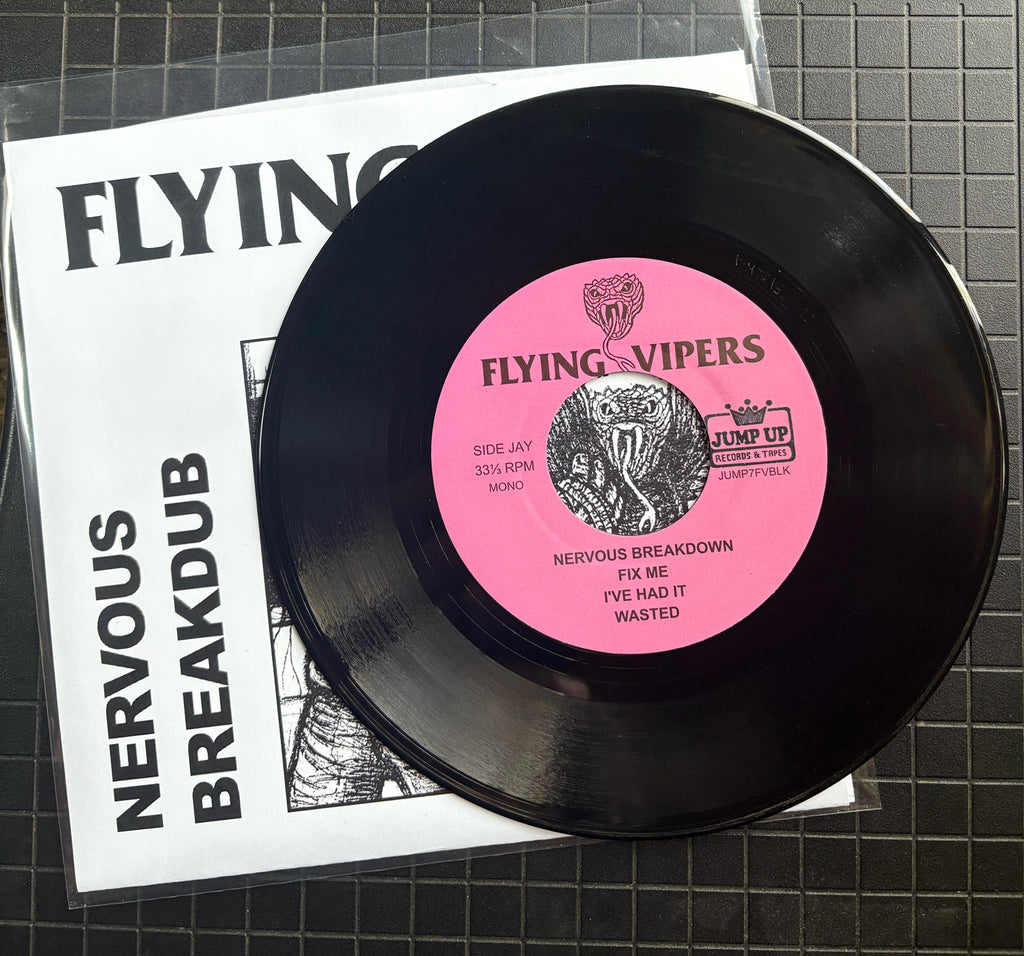 FLYING
NERVOUS
BREAKDUB
FLYING VIPERS
SIDE JAY
33⅓ RPM
MONO
JUMP UP
RECORDS & TAPES
JUMP7FVBLK
NERVOUS BREAKDOWN
FIX ME
I'VE HAD IT
WASTED